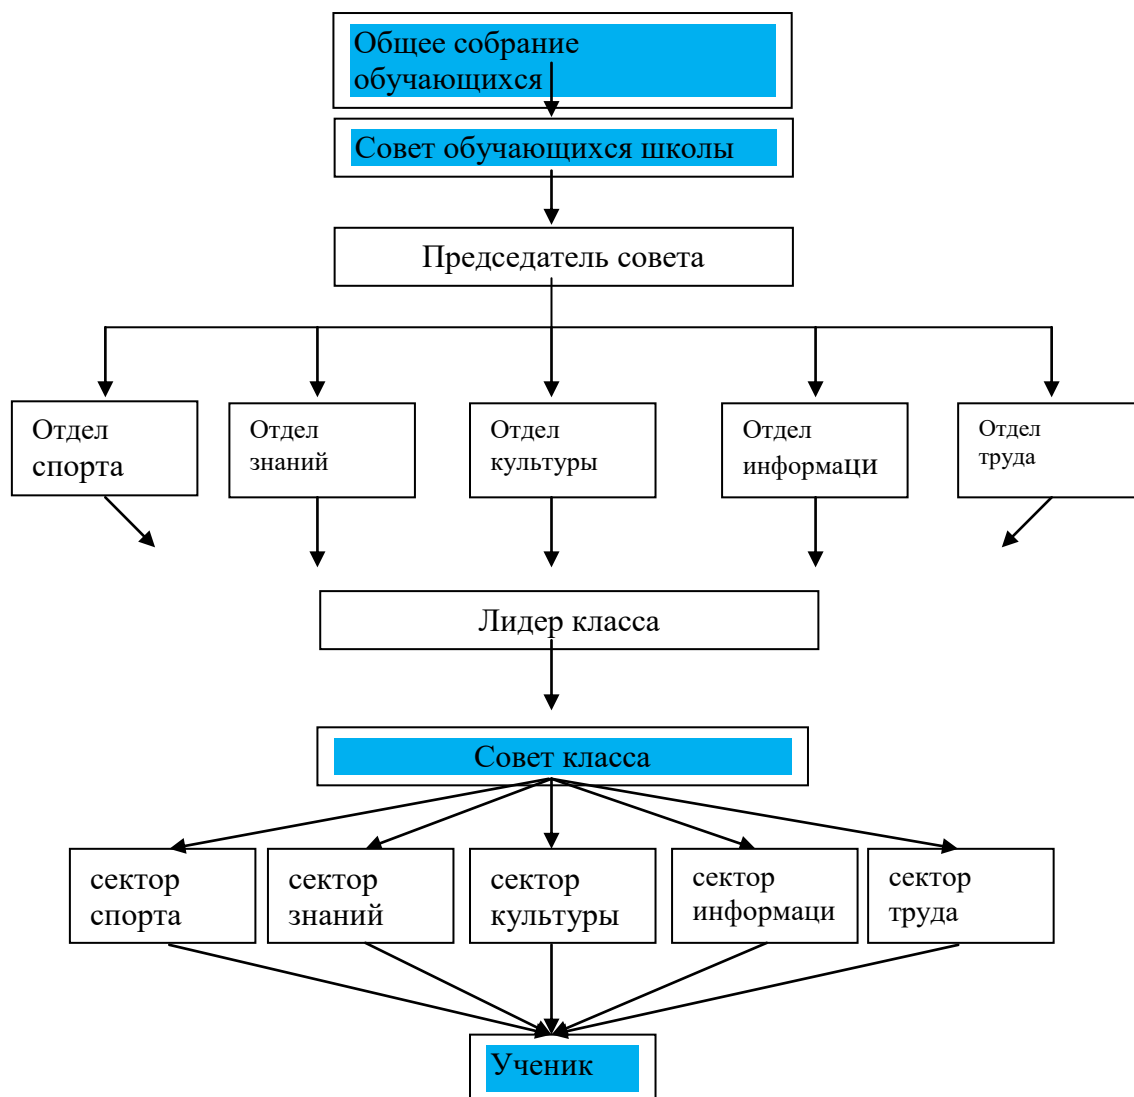 Общее собрание
обучающихся
Совет обучающихся школы
Председатель совета
Отдел
спорта
Отдел
знаний
Отдел
культуры
Отдел
информаци
Отдел
труда
Лидер класса
Совет класса
сектор
спорта
сектор
знаний
сектор
культуры
сектор
информаци
сектор
труда
Ученик